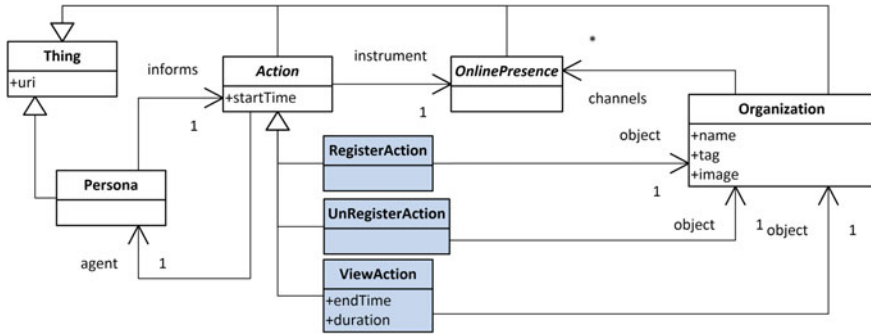 Thing
+uri
informs
1
Action
+startTime
instrument
1
OnlinePresence
*
channels
Organization
+name
+tag
+image
RegisterAction
object
1
Persona
UnRegisterAction
object
1
object
1
agent
1
ViewAction
+endTime
+duration